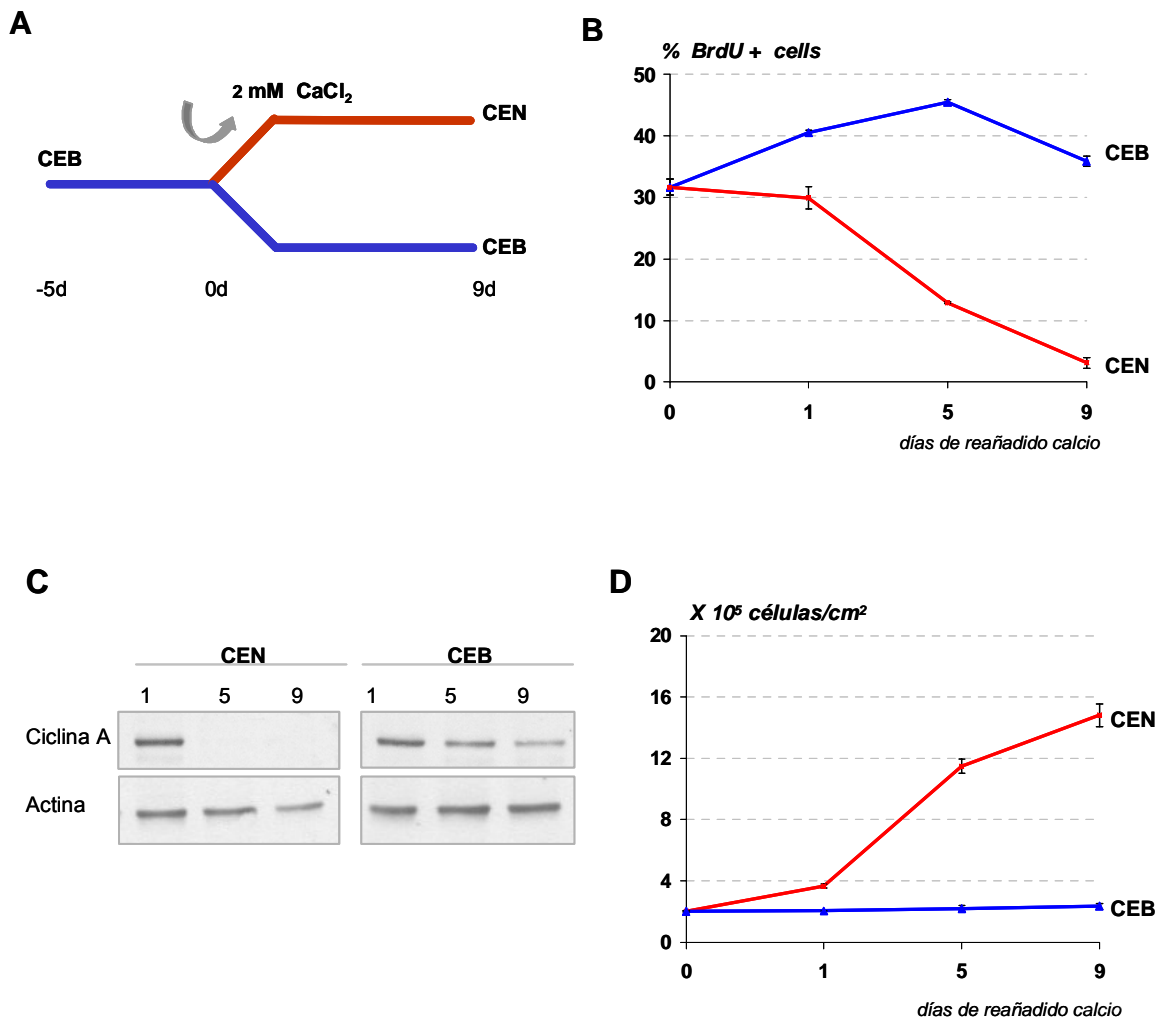 A
2 mM CaCl₂
CEN
CEB
CEB
-5d 0d 9d
B
% BrdU + cells
50
40
30
20
10
0
CEB
CEN
0 1 5 9
días de reañadido calcio
C
CEN CEB
1 5 9 1 5 9
Ciclina A
Actina
D
X 10⁵ células/cm²
20
16
12
8
4
0
CEN
CEB
0 1 5 9
días de reañadido calcio